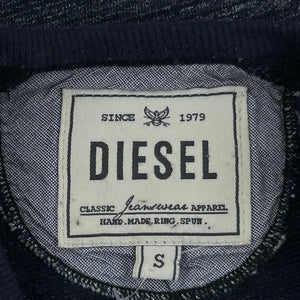 SINCE 1979
DIESEL
CLASSIC Jeanswear APPAREL
HAND.MADE.RING.SPUN.
S